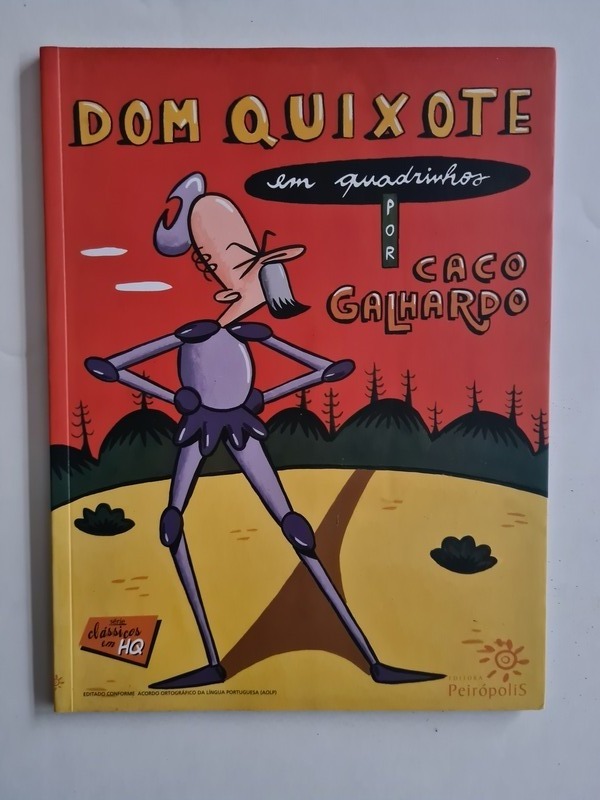 DOM QUIXOTE
em quadrinhos
POR
CACO
GALHARDO
série
clássicos
em HQ
EDITADO CONFORME ACORDO ORTOGRÁFICO DA LÍNGUA PORTUGUESA (AOLP)
EDITORA
PeirópoliS